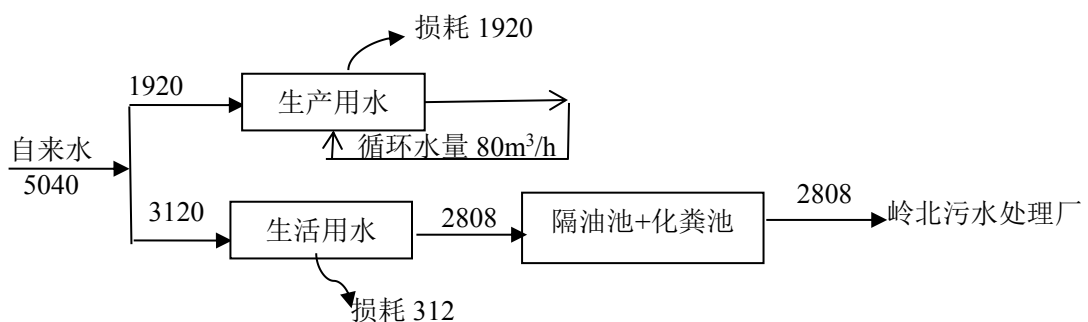 损耗 1920
1920
生产用水
循环水量 80m³/h
自来水
5040
3120
生活用水
2808
隔油池+化粪池
2808
岭北污水处理厂
损耗 312